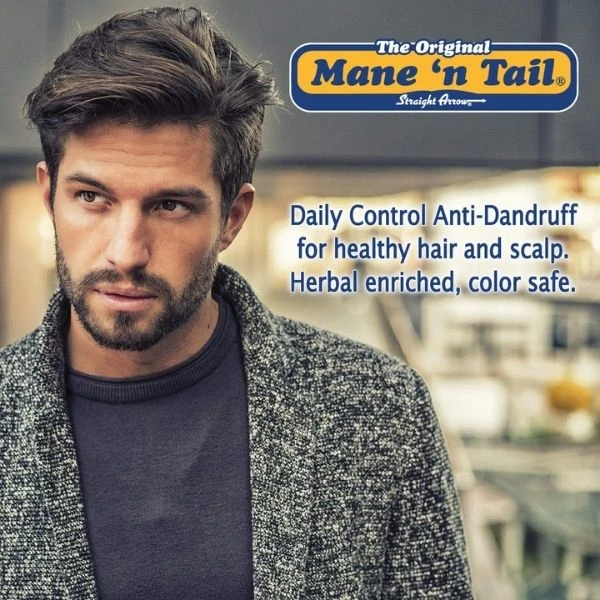 The Original
Mane 'n Tail®
Straight Arrow®
Daily Control Anti-Dandruff
for healthy hair and scalp.
Herbal enriched, color safe.